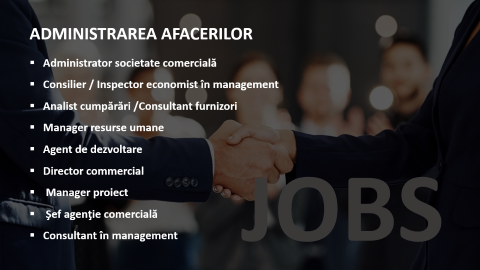 ADMINISTRAREA AFACERILOR
▪ Administrator societate comercială
▪ Consilier / Inspector economist în management
▪ Analist cumpărări /Consultant furnizori
▪ Manager resurse umane
▪ Agent de dezvoltare
▪ Director commercial
▪ Manager proiect
▪ Şef agenţie comercială
▪ Consultant în management
JOBS